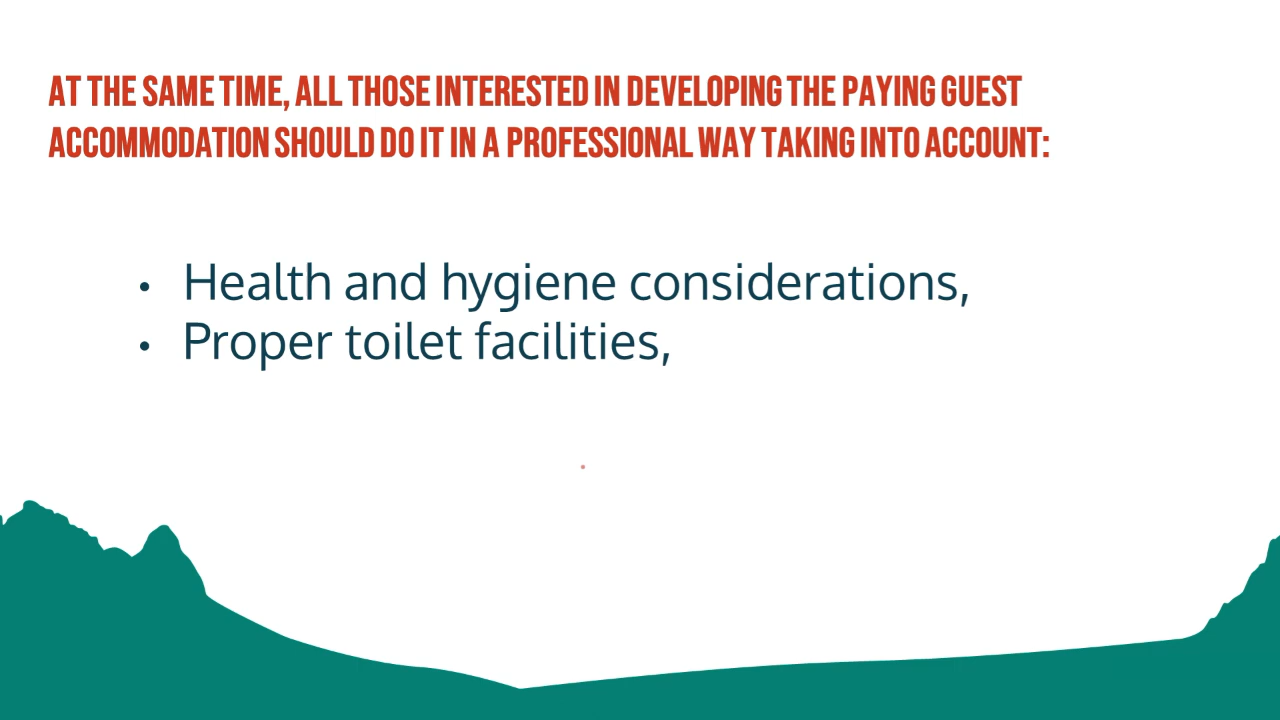 AT THE SAME TIME, ALL THOSE INTERESTED IN DEVELOPING THE PAYING GUEST
ACCOMMODATION SHOULD DO IT IN A PROFESSIONAL WAY TAKING INTO ACCOUNT:
• Health and hygiene considerations,
• Proper toilet facilities,